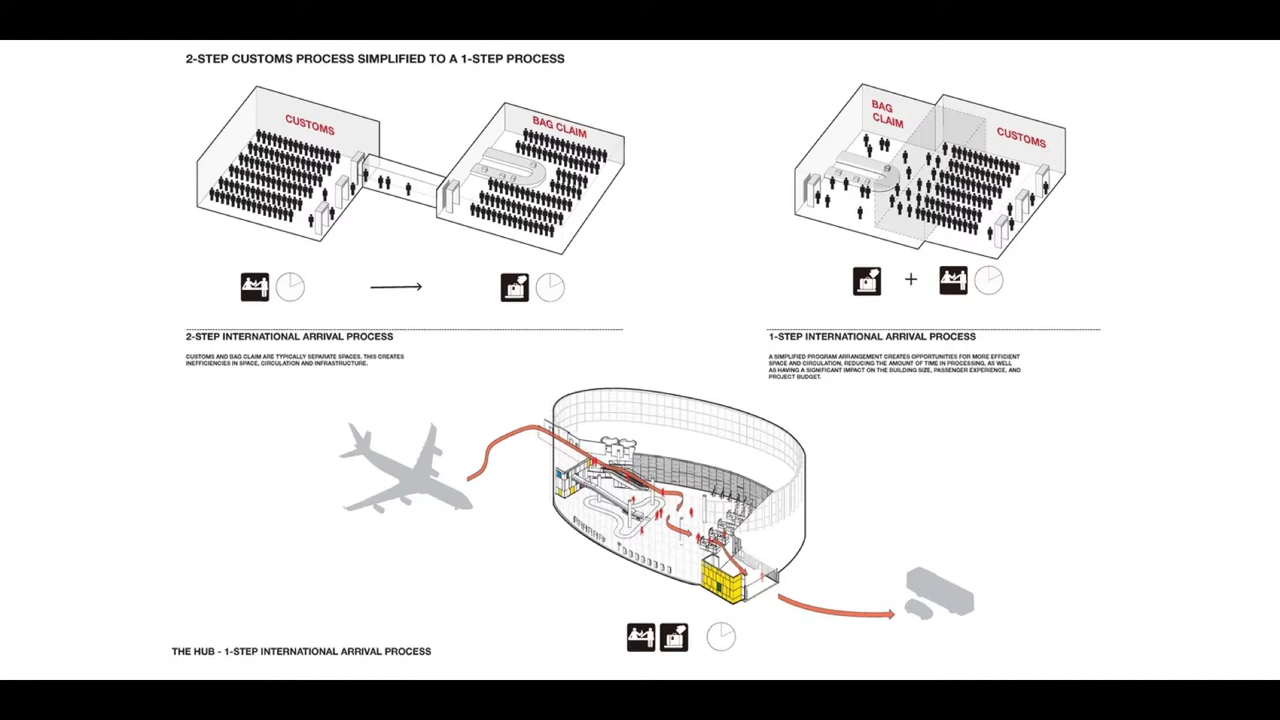 2-STEP CUSTOMS PROCESS SIMPLIFIED TO A 1-STEP PROCESS
CUSTOMS
BAG CLAIM
BAG
CLAIM
CUSTOMS
+
2-STEP INTERNATIONAL ARRIVAL PROCESS
CUSTOMS AND BAG CLAIM ARE TYPICALLY SEPARATE SPACES. THIS CREATES
INEFFICIENCIES IN SPACE, CIRCULATION AND INFRASTRUCTURE.
1-STEP INTERNATIONAL ARRIVAL PROCESS
A SIMPLIFIED PROGRAM ARRANGEMENT CREATES OPPORTUNITIES FOR MORE EFFICIENT
SPACE AND CIRCULATION, REDUCING THE AMOUNT OF TIME IN PROCESSING, AS WELL
AS HAVING A SIGNIFICANT IMPACT ON THE BUILDING SIZE, PASSENGER EXPERIENCE, AND
PROJECT BUDGET.
THE HUB - 1-STEP INTERNATIONAL ARRIVAL PROCESS